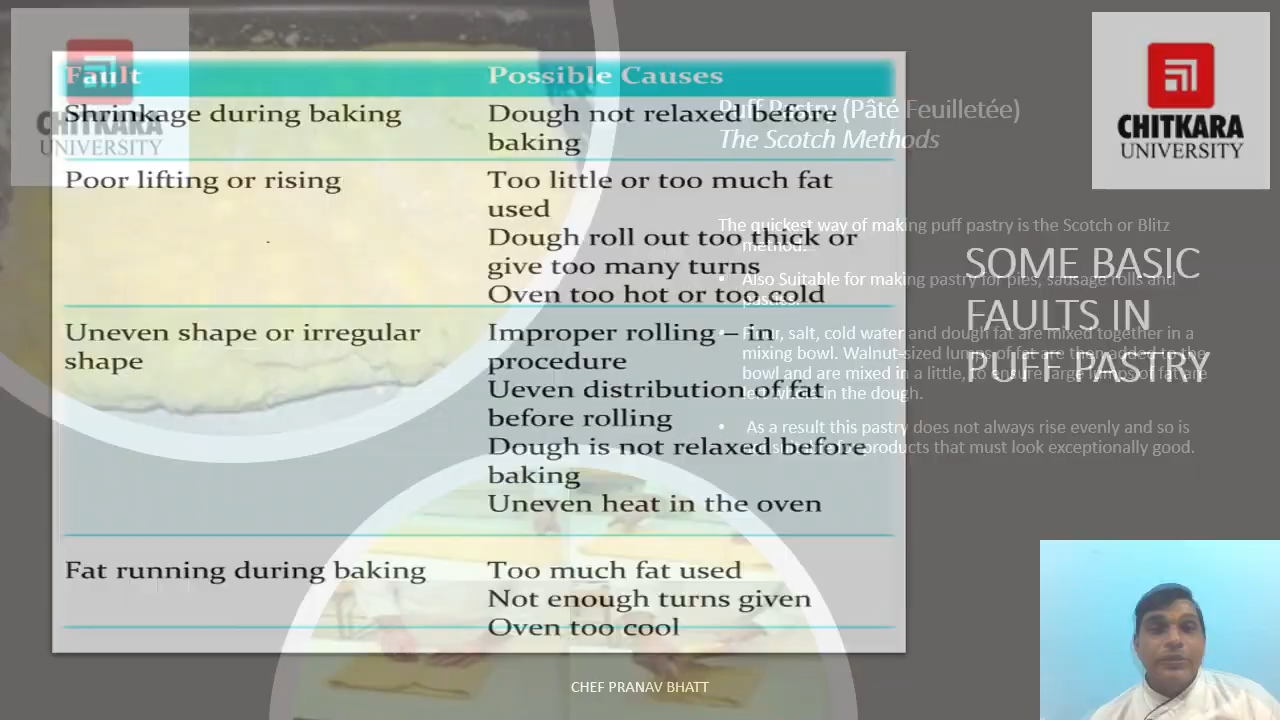 CHITKARA
UNIVERSITY
Fault
Possible Causes
Shrinkage during baking
Dough not relaxed before
baking
Poor lifting or rising
Too little or too much fat
used
Dough roll out too thick or
give too many turns
Oven too hot or too cold
Uneven shape or irregular
shape
Improper rolling – in
procedure
Ueven distribution of fat
before rolling
Dough is not relaxed before
baking
Uneven heat in the oven
Fat running during baking
Too much fat used
Not enough turns given
Oven too cool
Puff Pastry (Pâté Feuilletée)
The Scotch Methods
The quickest way of making puff pastry is the Scotch or Blitz
method.
• Also Suitable for making pastry for pies, sausage rolls and
pasties.
• Flour, salt, cold water and dough fat are mixed together in a
mixing bowl. Walnut-sized lumps of fat are then added to the
bowl and are mixed in a little, to ensure large lumps of fat are
left whole in the dough.
• As a result this pastry does not always rise evenly and so is
products that must look exceptionally good.
SOME BASIC
FAULTS IN
PUFF PASTRY
CHITKARA
UNIVERSITY
CHEF PRANAV BHATT